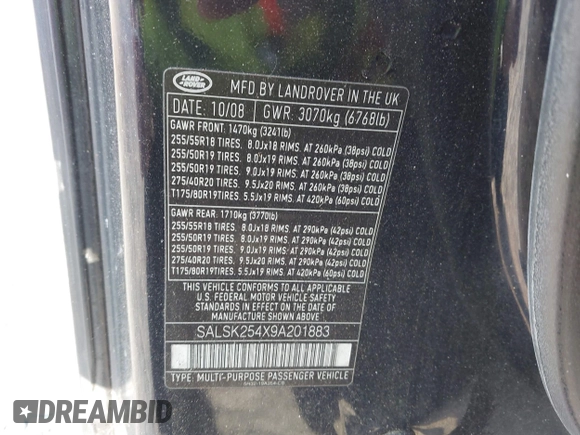 LAND ROVER
MFD BY LANDROVER IN THE UK
DATE: 10/08 GWR: 3070kg (6768lb)
GAWR FRONT: 1470kg (3241lb)
255/55R18 TIRES. 8.0Jx18 RIMS. AT 260kPa (38psi) COLD
255/50R19 TIRES. 8.0Jx19 RIMS. AT 260kPa (38psi) COLD
255/50R19 TIRES. 9.0Jx19 RIMS. AT 260kPa (38psi) COLD
275/40R20 TIRES. 9.5Jx20 RIMS. AT 260kPa (38psi) COLD
T175/80R19TIRES. 5.5Jx19 RIMS. AT 420kPa (60psi) COLD
GAWR REAR: 1710kg (3770lb)
255/55R18 TIRES. 8.0Jx18 RIMS. AT 290kPa (42psi) COLD
255/50R19 TIRES. 8.0Jx19 RIMS. AT 290kPa (42psi) COLD
255/50R19 TIRES. 9.0Jx19 RIMS. AT 290kPa (42psi) COLD
275/40R20 TIRES. 9.5Jx20 RIMS. AT 290kPa (42psi) COLD
T175/80R19TIRES. 5.5Jx19 RIMS. AT 420kPa (60psi) COLD
THIS VEHICLE CONFORMS TO ALL APPLICABLE
U.S. FEDERAL MOTOR VEHICLE SAFETY
STANDARDS IN EFFECT ON THE DATE OF
MANUFACTURE SHOWN ABOVE
SALSK254X9A201883
TYPE: MULTI-PURPOSE PASSENGER VEHICLE
DREAMBID